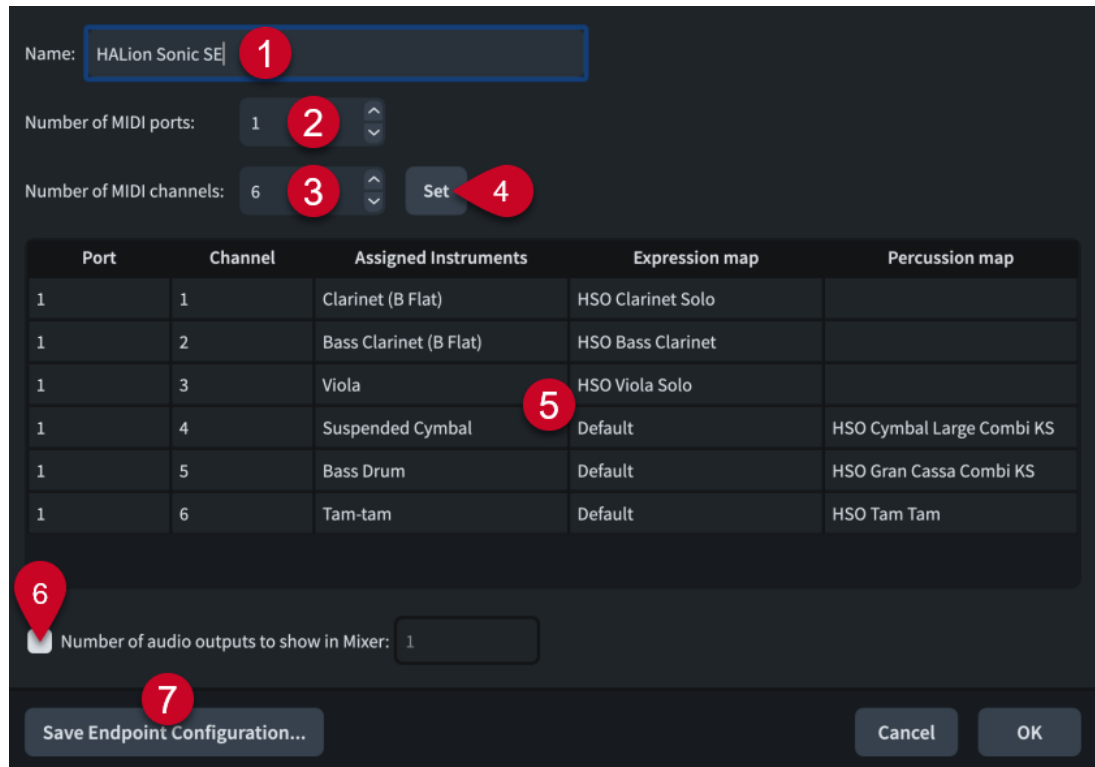 Name: HALion Sonic SE 1
Number of MIDI ports: 1 2
Number of MIDI channels: 6 3 Set 4
Port Channel Assigned Instruments Expression map Percussion map
1 1 Clarinet (B Flat) HSO Clarinet Solo
1 2 Bass Clarinet (B Flat) HSO Bass Clarinet
1 3 Viola HSO Viola Solo
5
1 4 Suspended Cymbal Default HSO Cymbal Large Combi KS
1 5 Bass Drum Default HSO Gran Cassa Combi KS
1 6 Tam-tam Default HSO Tam Tam
6
Number of audio outputs to show in Mixer: 1
7
Save Endpoint Configuration... Cancel OK